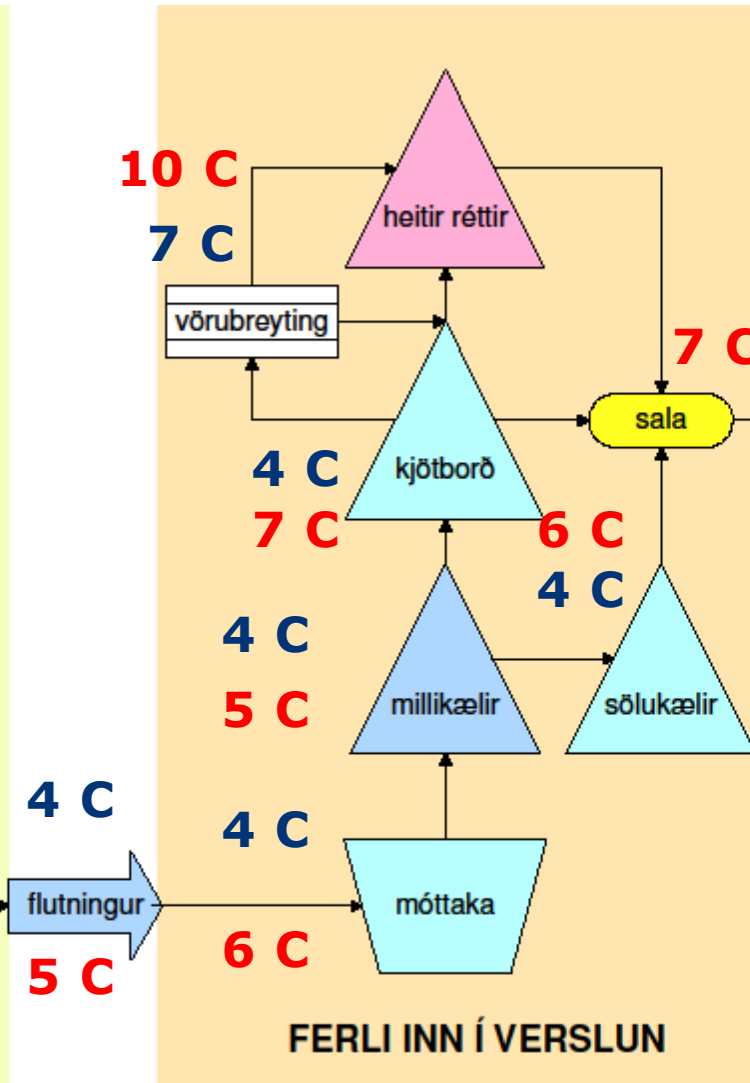 10 C
heitir réttir
7 C
vörubreyting
7 C
sala
4 C
kjötborð
7 C
6 C
4 C
4 C
5 C
millikælir
sölukælir
4 C
4 C
flutningur
móttaka
5 C
6 C
FERLI INN Í VERSLUN